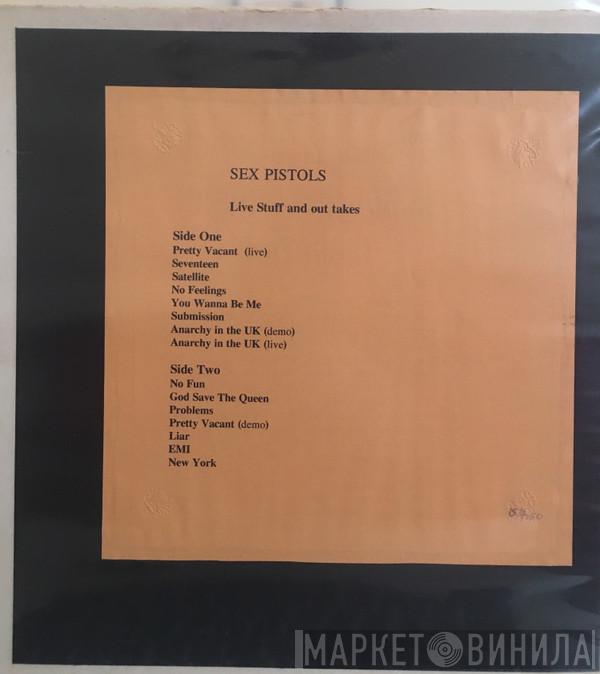 SEX PISTOLS
Live Stuff and out takes
Side One
Pretty Vacant (live)
Seventeen
Satellite
No Feelings
You Wanna Be Me
Submission
Anarchy in the UK (demo)
Anarchy in the UK (live)
Side Two
No Fun
God Save The Queen
Problems
Pretty Vacant (demo)
Liar
EMI
New York
МАРКЕТ ВИНИЛА